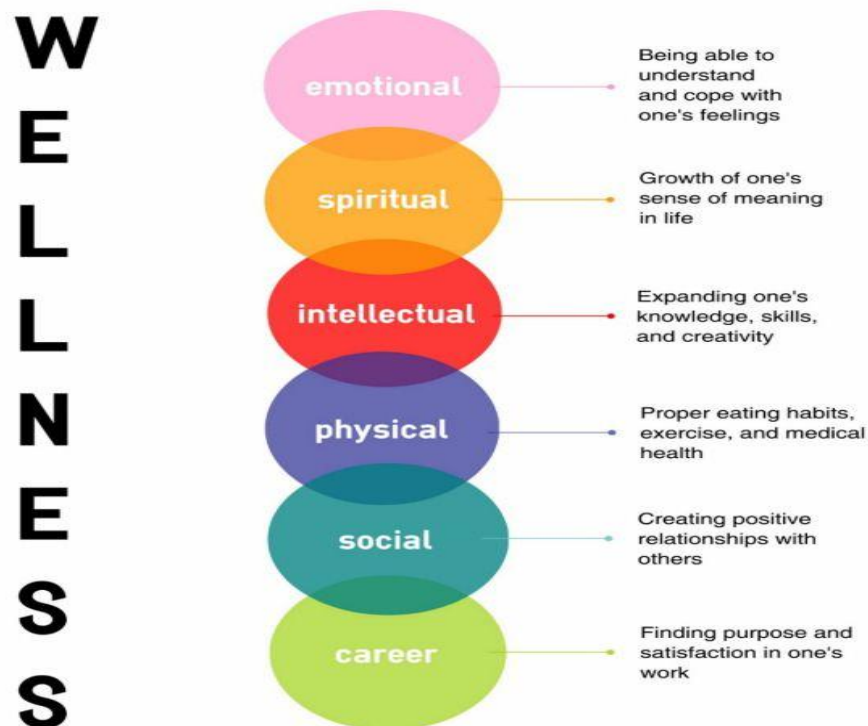 WELLNESS
emotional
Being able to
understand
and cope with
one's feelings
spiritual
Growth of one's
sense of meaning
in life
intellectual
Expanding one's
knowledge, skills,
and creativity
physical
Proper eating habits,
exercise, and medical
health
social
Creating positive
relationships with
others
career
Finding purpose and
satisfaction in one's
work